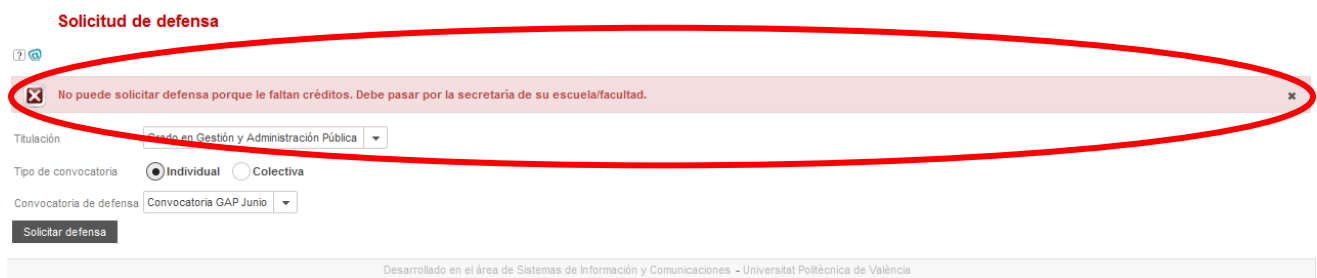 Solicitud de defensa
? @
No puede solicitar defensa porque le faltan créditos. Debe pasar por la secretaría de su escuela/facultad. ×
Titulación Grado en Gestión y Administración Pública
Tipo de convocatoria Individual Colectiva
Convocatoria de defensa Convocatoria GAP Junio
Solicitar defensa
Desarrollado en el área de Sistemas de Información y Comunicaciones - Universitat Politècnica de València